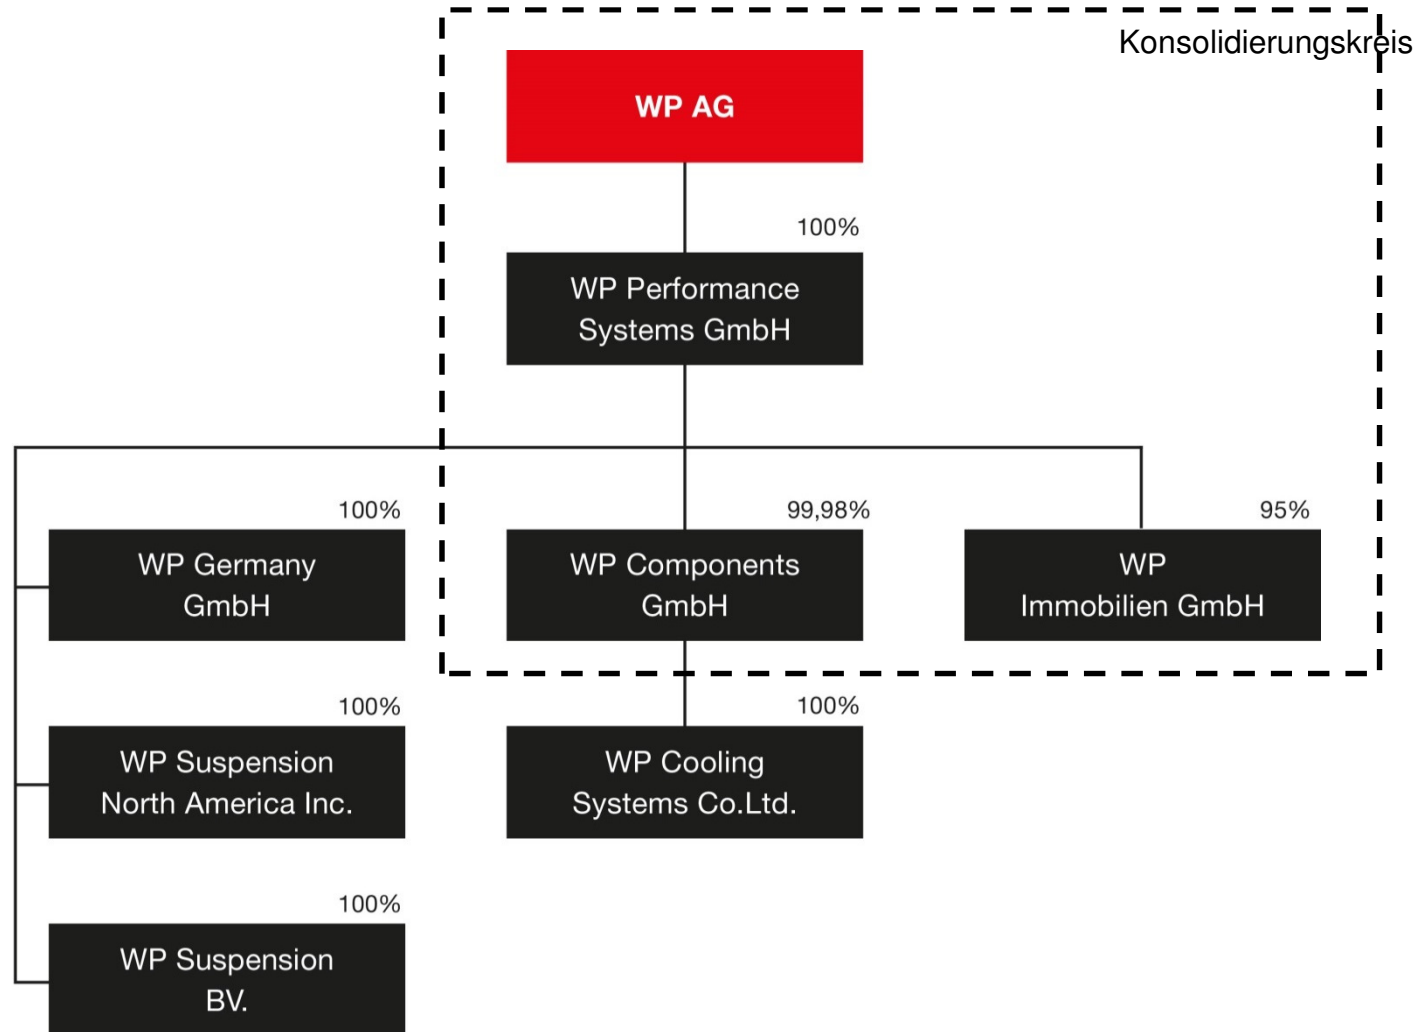 Konsolidierungskreis
WP AG
100%
WP Performance
Systems GmbH
100%
WP Germany
GmbH
99,98%
WP Components
GmbH
95%
WP
Immobilien GmbH
100%
WP Suspension
North America Inc.
100%
WP Cooling
Systems Co.Ltd.
100%
WP Suspension
BV.